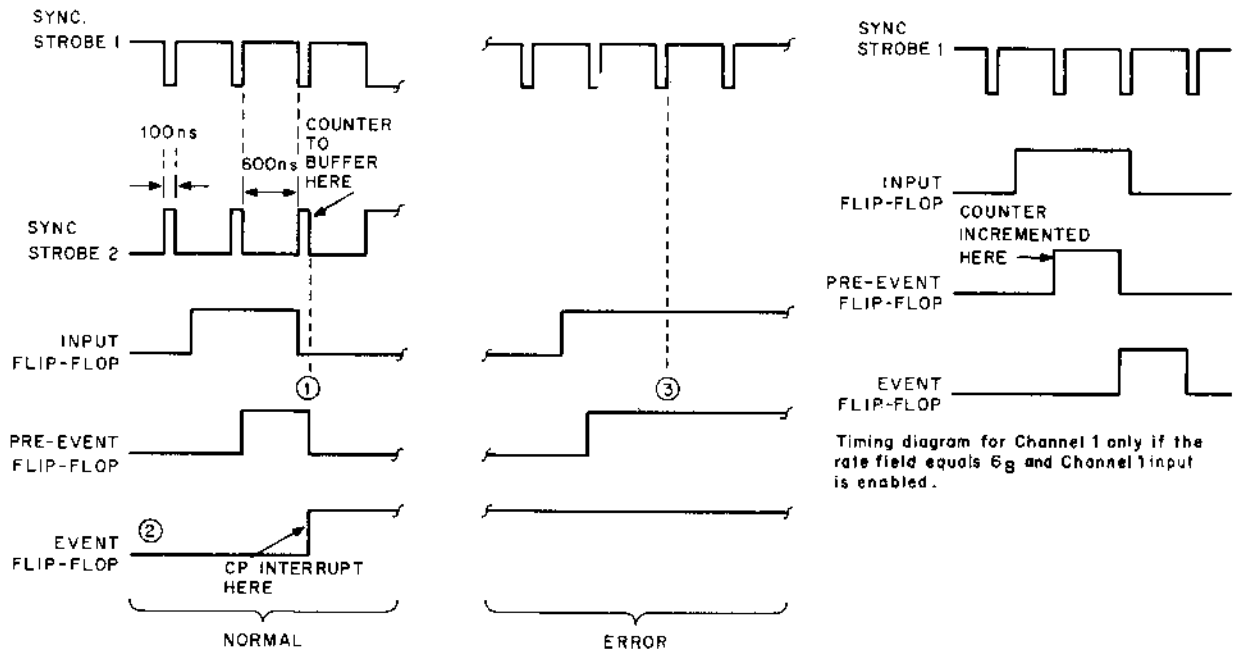 SYNC.
STROBE 1
100ns
600ns
COUNTER
TO
BUFFER
HERE
SYNC
STROBE 2
INPUT
FLIP-FLOP
1
PRE-EVENT
FLIP-FLOP
2
EVENT
FLIP-FLOP
CP INTERRUPT
HERE
NORMAL
3
ERROR
SYNC
STROBE 1
INPUT
FLIP-FLOP
COUNTER
INCREMENTED
HERE
PRE-EVENT
FLIP-FLOP
EVENT
FLIP-FLOP
Timing diagram for Channel 1 only if the
rate field equals 6₈ and Channel 1 input
is enabled.